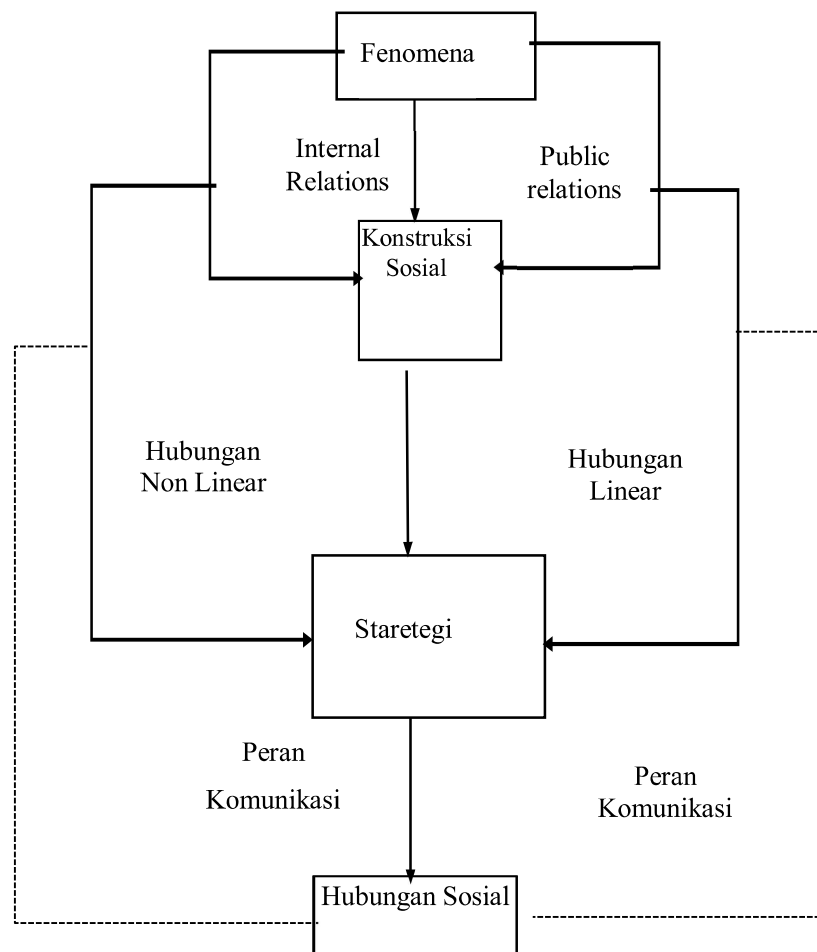 Fenomena
Internal
Relations
Public
relations
Konstruksi
Sosial
Hubungan
Non Linear
Hubungan
Linear
Staretegi
Peran
Komunikasi
Peran
Komunikasi
Hubungan Sosial